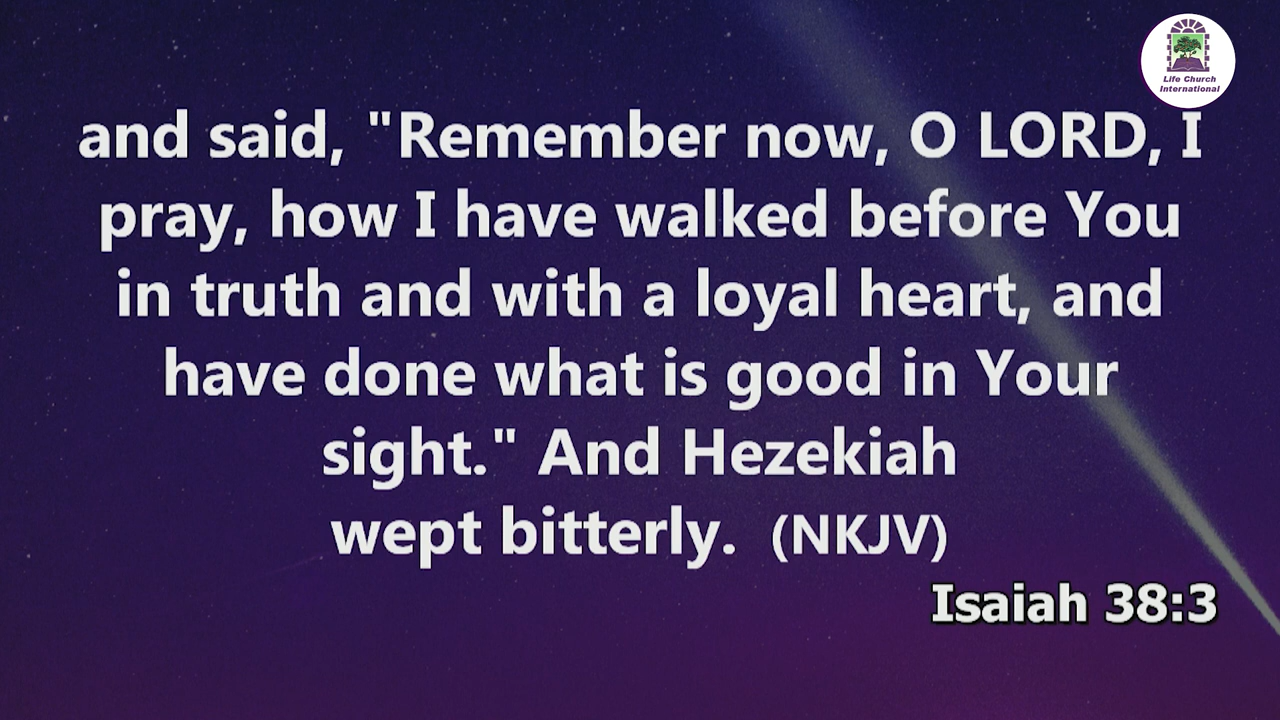 Life Church
International
and said, "Remember now, O LORD, I
pray, how I have walked before You
in truth and with a loyal heart, and
have done what is good in Your
sight." And Hezekiah
wept bitterly.  (NKJV)
Isaiah 38:3